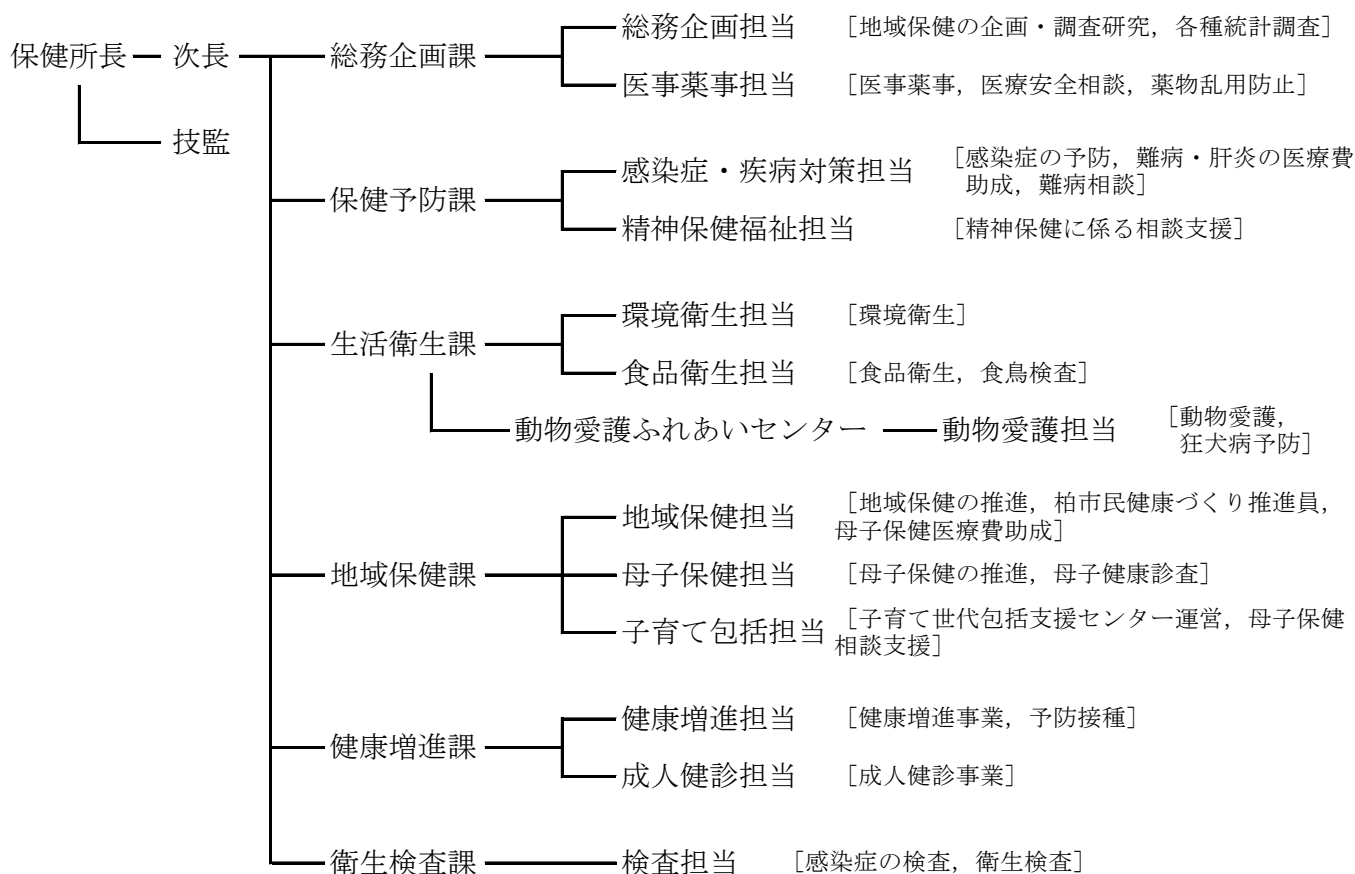 総務企画担当 [地域保健の企画・調査研究，各種統計調査]
保健所長 次長 総務企画課
医事薬事担当 [医事薬事，医療安全相談，薬物乱用防止]
技監
感染症・疾病対策担当 [感染症の予防，難病・肝炎の医療費
助成，難病相談]
保健予防課
精神保健福祉担当 [精神保健に係る相談支援]
環境衛生担当 [環境衛生]
生活衛生課
食品衛生担当 [食品衛生，食鳥検査]
動物愛護ふれあいセンター 動物愛護担当 [動物愛護，
狂犬病予防]
地域保健担当 [地域保健の推進，柏市民健康づくり推進員，
母子保健医療費助成]
地域保健課 母子保健担当 [母子保健の推進，母子健康診査]
子育て包括担当 [子育て世代包括支援センター運営，母子保健
相談支援]
健康増進担当 [健康増進事業，予防接種]
健康増進課
成人健診担当 [成人健診事業]
衛生検査課 検査担当 [感染症の検査，衛生検査]